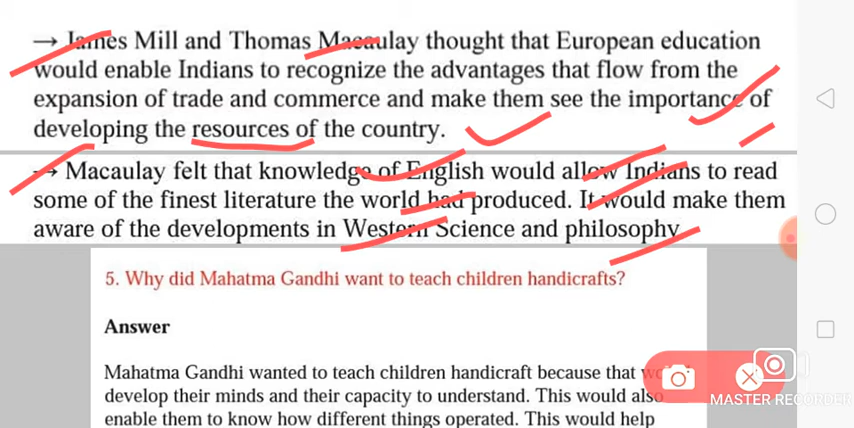 → James Mill and Thomas Macaulay thought that European education
would enable Indians to recognize the advantages that flow from the
expansion of trade and commerce and make them see the importance of
developing the resources of the country.
→ Macaulay felt that knowledge of English would allow Indians to read
some of the finest literature the world had produced. It would make them
aware of the developments in Western Science and philosophy
5. Why did Mahatma Gandhi want to teach children handicrafts?
Answer
Mahatma Gandhi wanted to teach children handicraft because that
develop their minds and their capacity to understand. This would also
enable them to know how different things operated. This would help
MASTER RECORDER